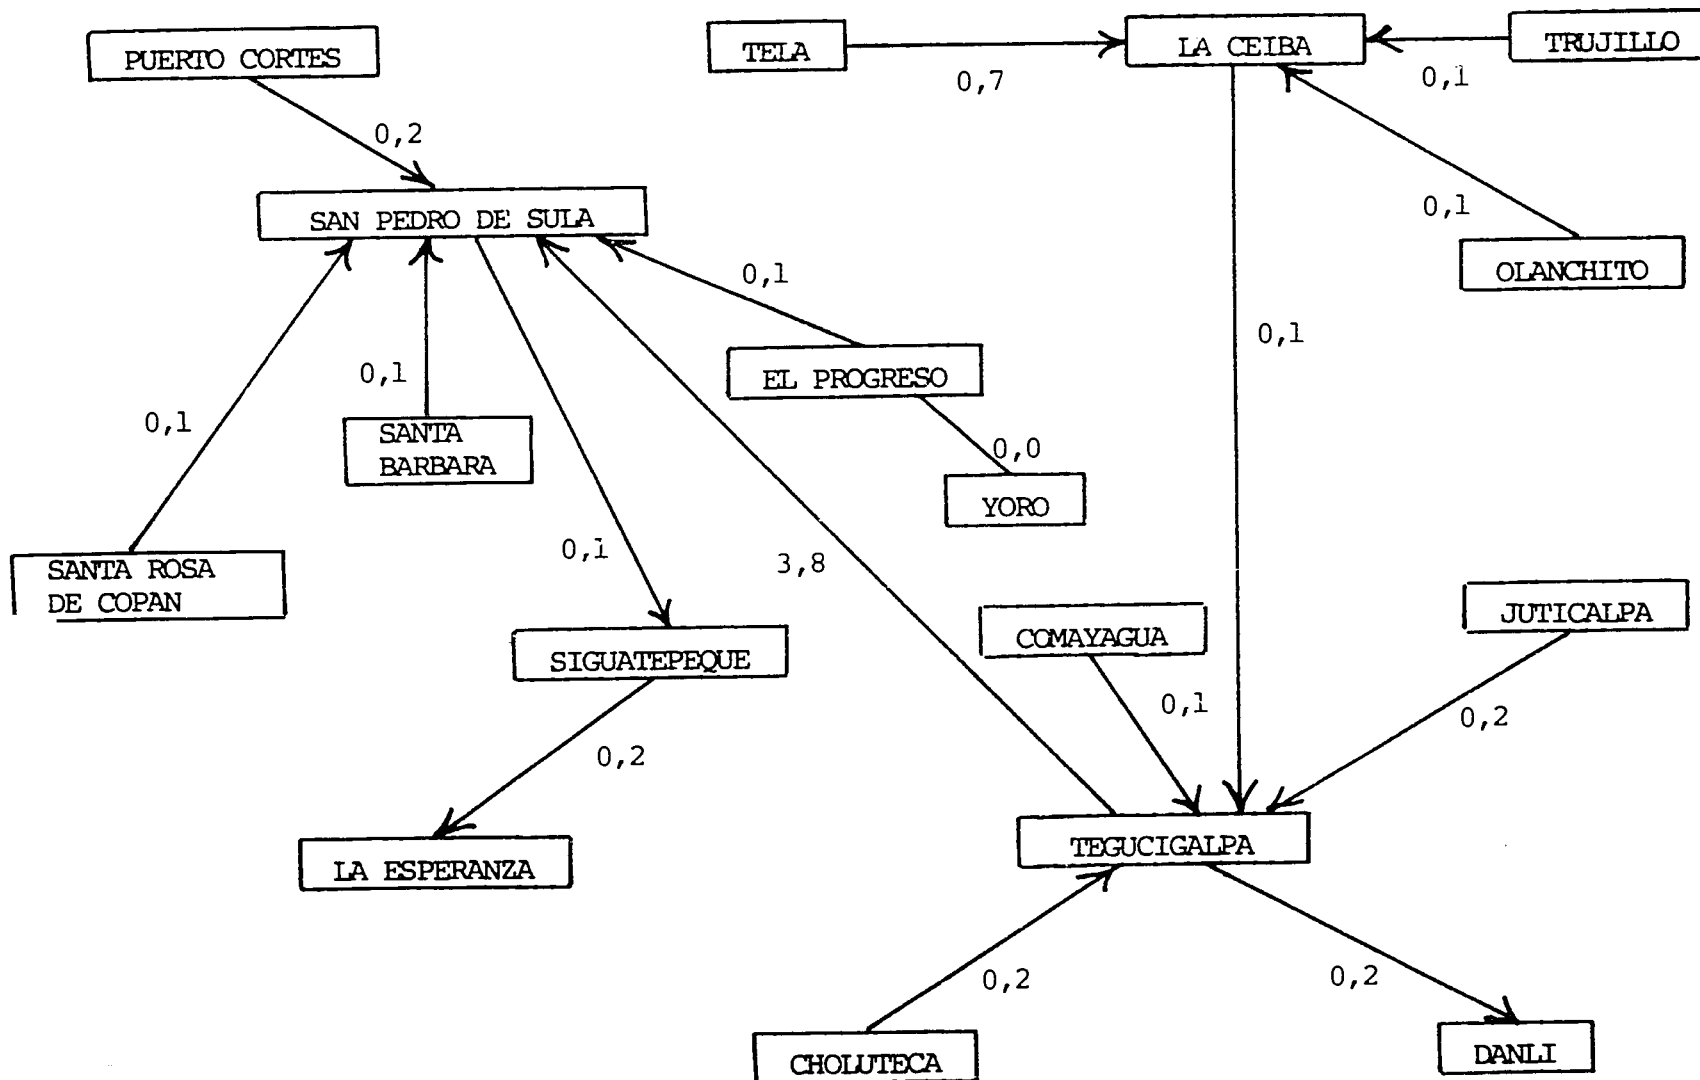 PUERTO CORTES
TELA
LA CEIBA
TRUJILLO
0,7
0,1
0,2
SAN PEDRO DE SULA
0,1
OLANCHITO
0,1
0,1
EL PROGRESO
0,1
0,1
SANTA
BARBARA
0,0
YORO
SANTA ROSA
DE COPAN
0,1
3,8
SIGUATEPEQUE
COMAYAGUA
JUTICALPA
0,1
0,2
0,2
LA ESPERANZA
TEGUCIGALPA
0,2
0,2
CHOLUTECA
DANLI